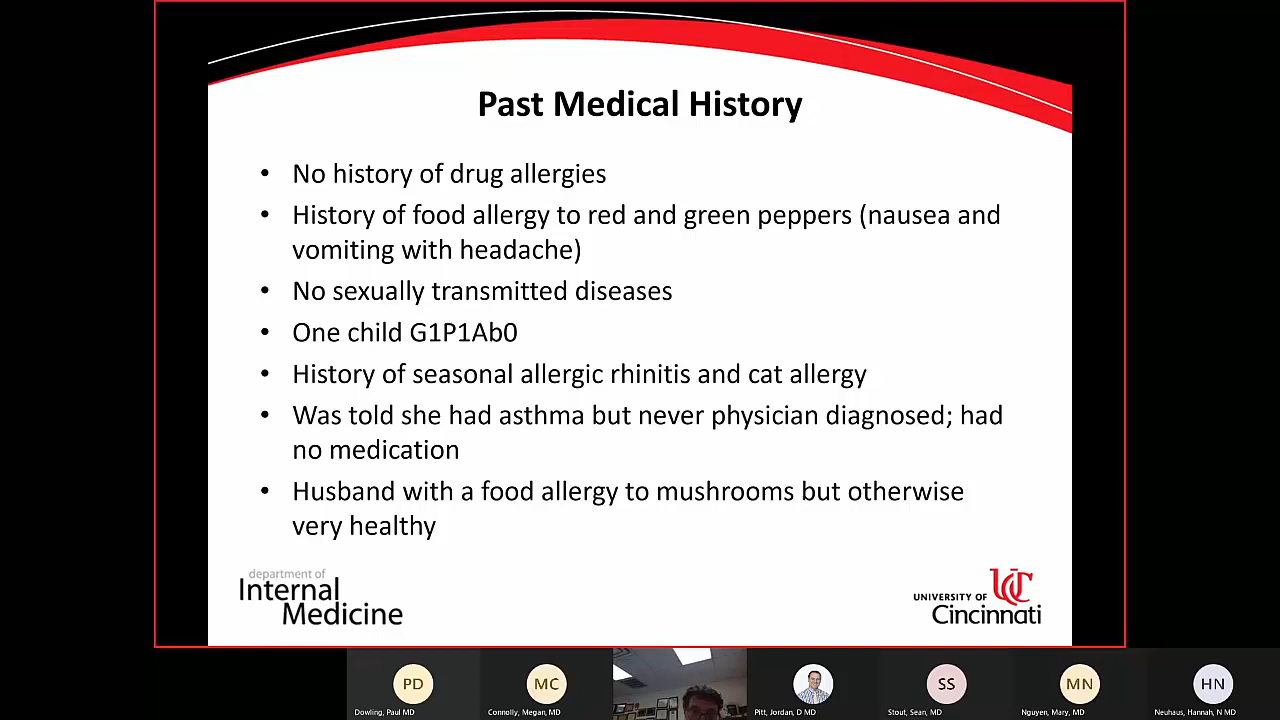 Past Medical History
• No history of drug allergies
• History of food allergy to red and green peppers (nausea and
vomiting with headache)
• No sexually transmitted diseases
• One child G1P1Ab0
• History of seasonal allergic rhinitis and cat allergy
• Was told she had asthma but never physician diagnosed; had
no medication
• Husband with a food allergy to mushrooms but otherwise
very healthy
department of
Internal
Medicine
UC
UNIVERSITY OF
Cincinnati
PD
MC
SS
MN
HN
Dowling, Paul MD
Connolly, Megan, MD
Pitt, Jordan, D MD
Stout, Sean, MD
Nguyen, Mary, MD
Neuhaus, Hannah, N MD